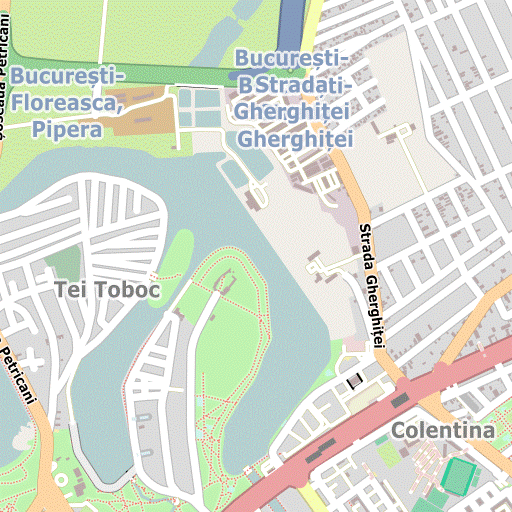 Șoseaua Petricani
București-
Floreasca,
Pipera
București-
BStradați-
Gherghiței
Gherghiței
Strada Gherghiței
Tei Toboc
a Petricani
Colentina